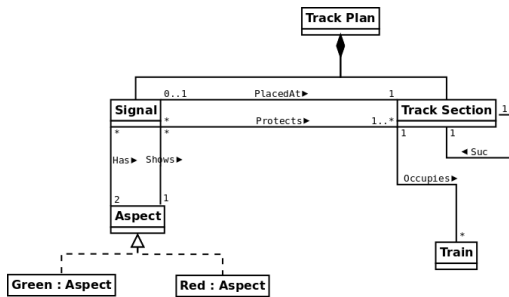 Track Plan
0..1 PlacedAt► 1
Signal
Track Section
1
* Protects► 1..*
* * 1 1
◄ Suc
Has► Shows►
Occupies ►
2 1
Aspect
*
Train
Green : Aspect
Red : Aspect